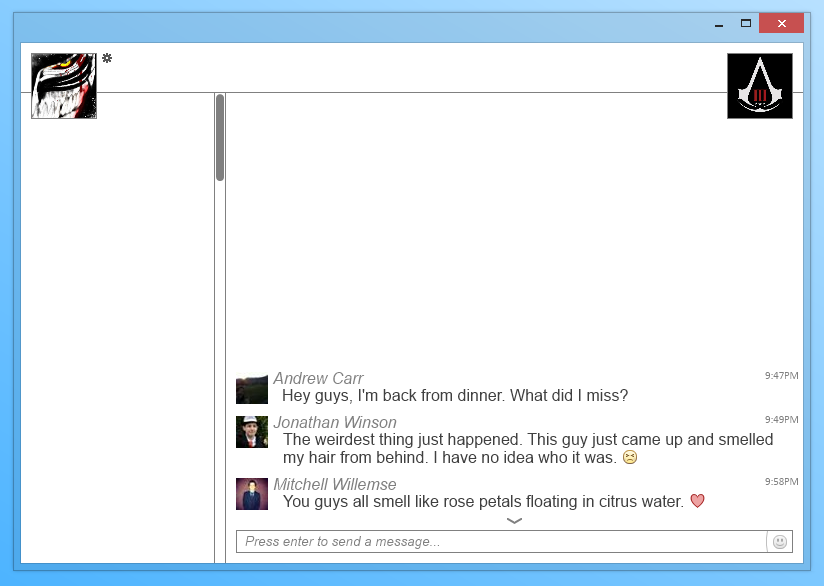 Andrew Carr 9:47PM
Hey guys, I'm back from dinner. What did I miss?
Jonathan Winson 9:49PM
The weirdest thing just happened. This guy just came up and smelled
my hair from behind. I have no idea who it was.
Mitchell Willemse 9:58PM
You guys all smell like rose petals floating in citrus water.
Press enter to send a message...